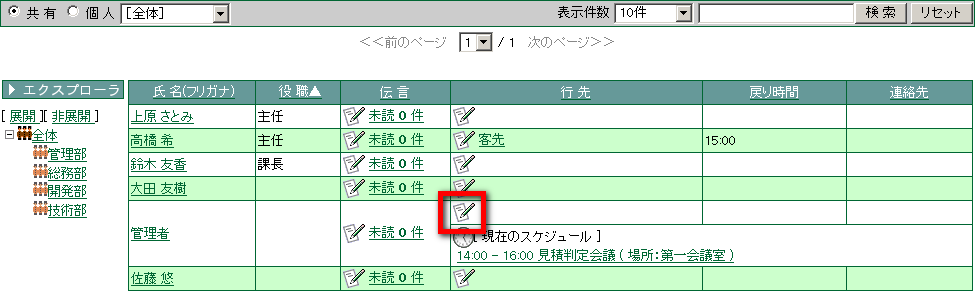 共有 個人 [全体] 表示件数 10件 検索 リセット
<<前のページ 1 / 1 次のページ>>
エクスプローラ
[ 展開 ][ 非展開 ]
全体
管理部
総務部
開発部
技術部
氏名(フリガナ) 役職▲ 伝言 行先 戻り時間 連絡先
上原 さとみ 主任 未読 0 件
高橋 希 主任 未読 0 件 客先 15:00
鈴木 友香 課長 未読 0 件
大田 友樹 未読 0 件
管理者 未読 0 件
[ 現在のスケジュール ]
14:00 - 16:00 見積判定会議 ( 場所:第一会議室 )
佐藤 悠 未読 0 件